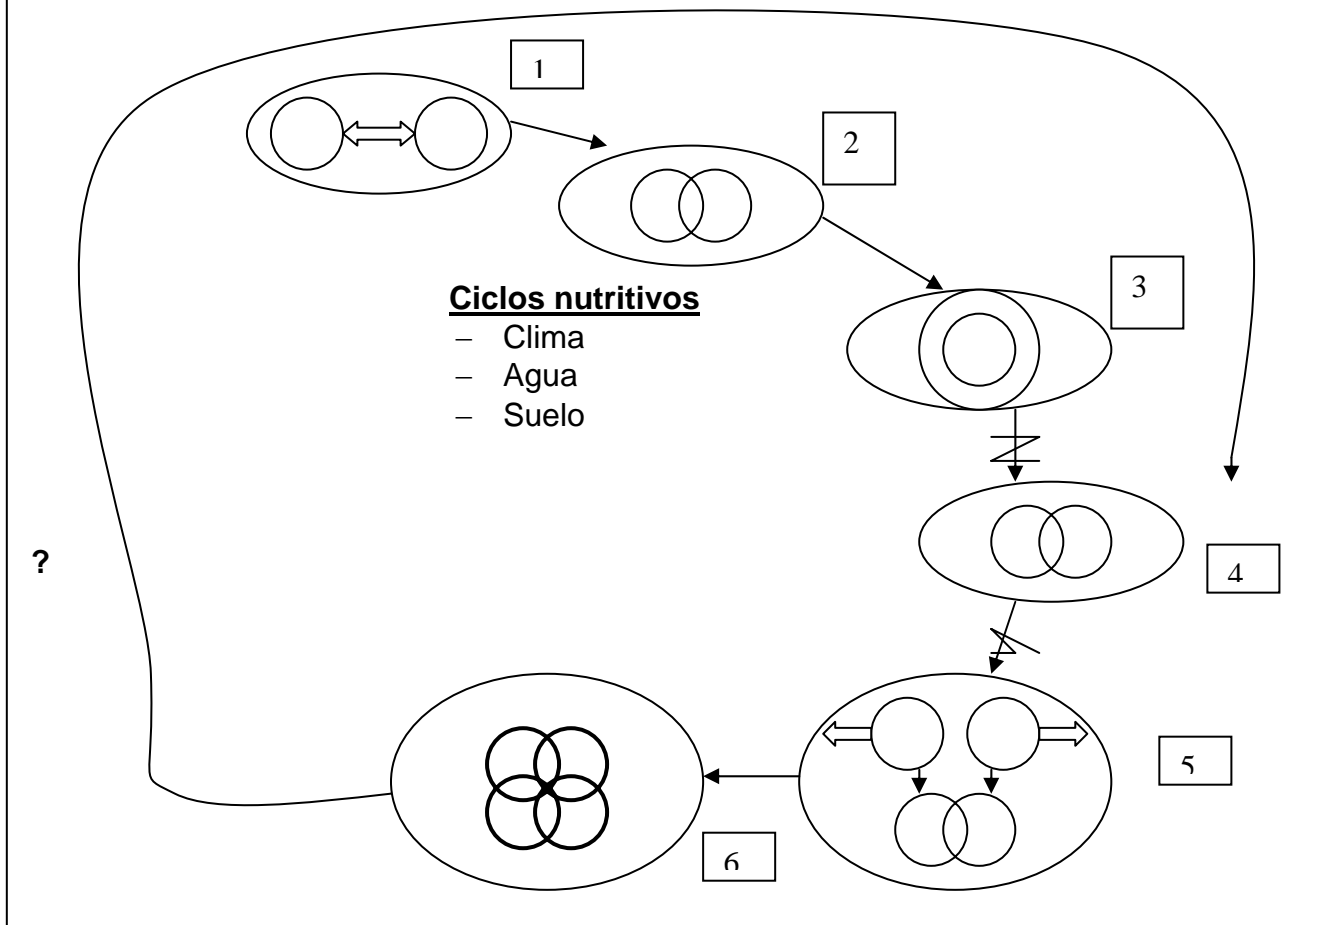 1
2
Ciclos nutritivos
– Clima
– Agua
– Suelo
3
?
4
5
6